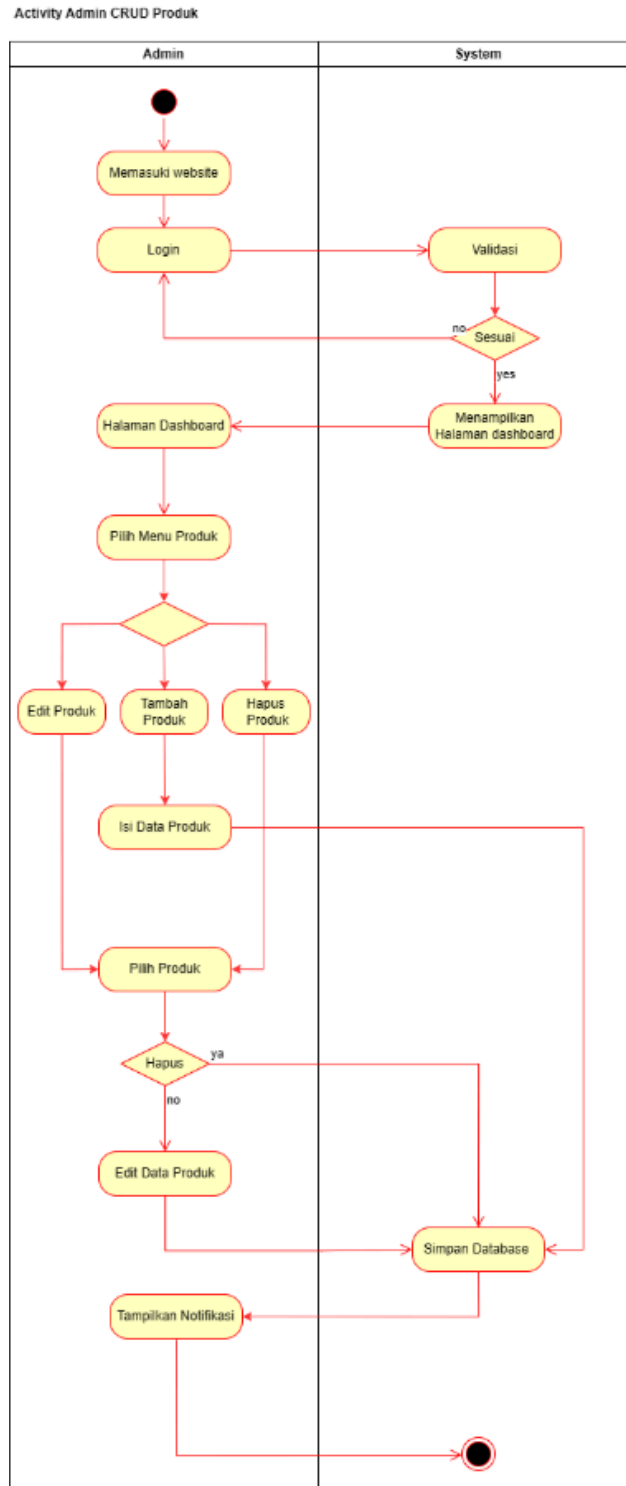 Activity Admin CRUD Produk
Admin
System
Memasuki website
Login
Validasi
no
Sesuai
yes
Halaman Dashboard
Menampilkan
Halaman dashboard
Pilih Menu Produk
Edit Produk
Tambah
Produk
Hapus
Produk
Isi Data Produk
Pilih Produk
Hapus
ya
no
Edit Data Produk
Simpan Database
Tampilkan Notifikasi